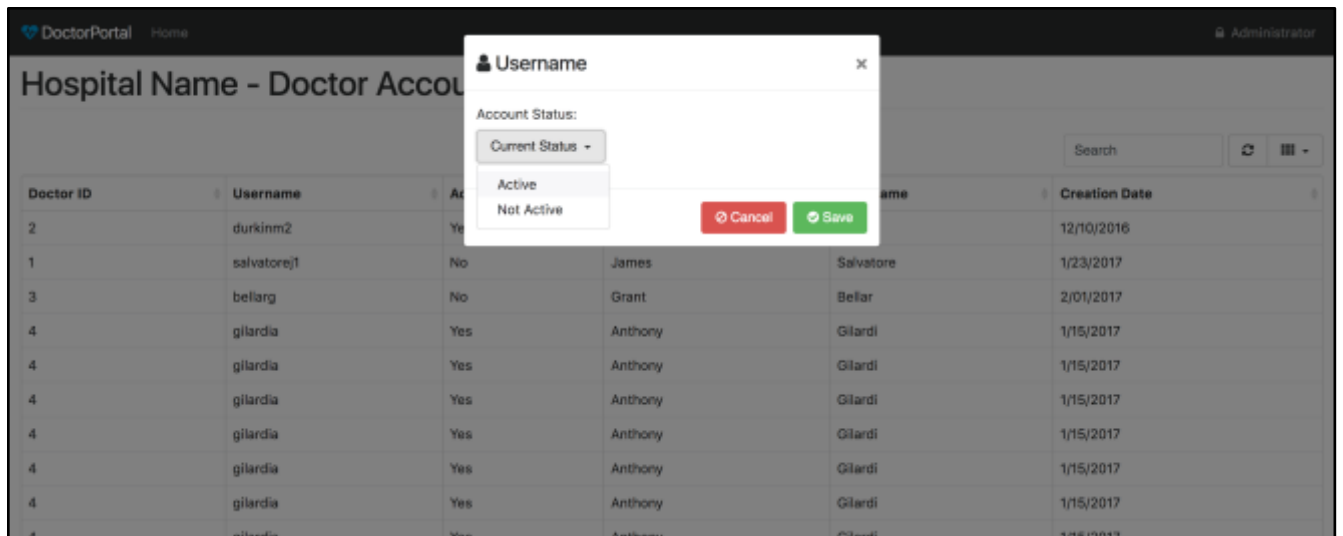 DoctorPortal Home Administrator
Username ×
Hospital Name - Doctor Accou
Account Status:
Current Status
Search
Active
Not Active
Cancel Save
Doctor ID Username Ac ame Creation Date
2 durkinm2 Ye 12/10/2016
1 salvatorej1 No James Salvatore 1/23/2017
3 bellarg No Grant Bellar 2/01/2017
4 gilardia Yes Anthony Gilardi 1/15/2017
4 gilardia Yes Anthony Gilardi 1/15/2017
4 gilardia Yes Anthony Gilardi 1/15/2017
4 gilardia Yes Anthony Gilardi 1/15/2017
4 gilardia Yes Anthony Gilardi 1/15/2017
4 gilardia Yes Anthony Gilardi 1/15/2017